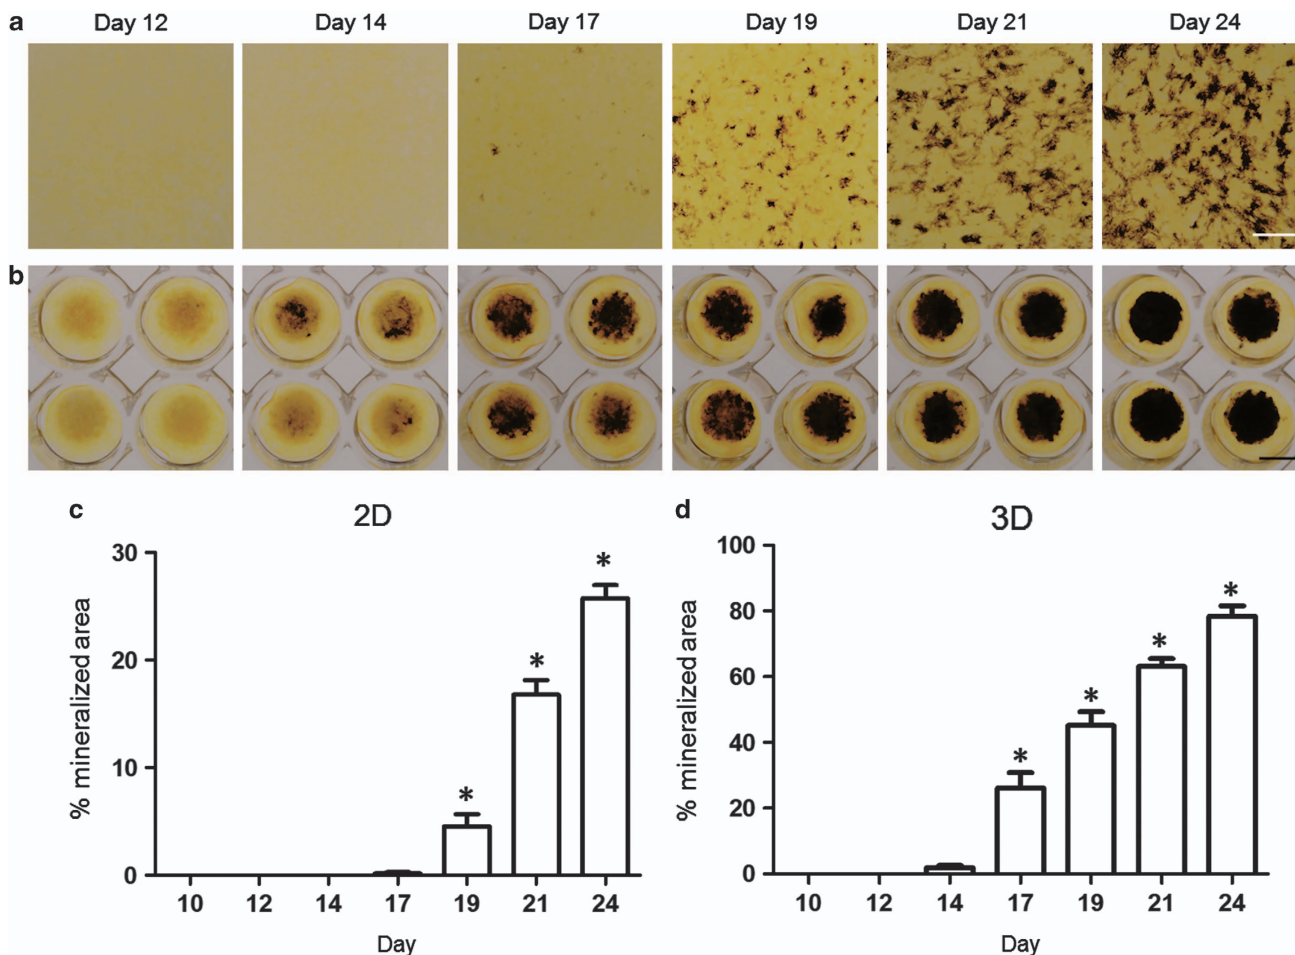 a Day 12 Day 14 Day 17 Day 19 Day 21 Day 24
b
c 2D
30
20
10
0
% mineralized area
* * *
10 12 14 17 19 21 24
Day
d 3D
100
80
60
40
20
0
% mineralized area
* * * *
10 12 14 17 19 21 24
Day